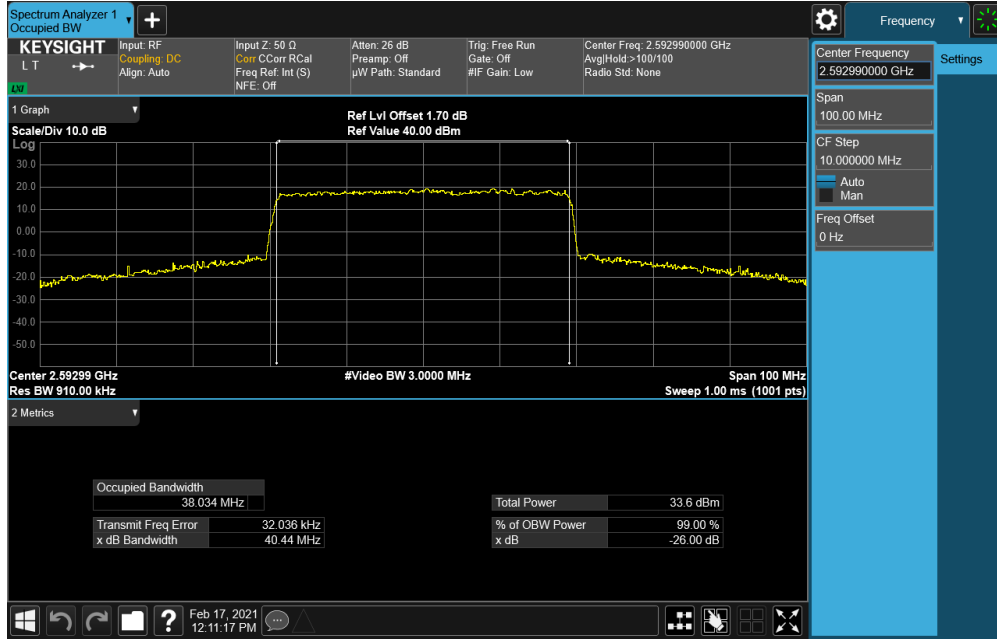 Spectrum Analyzer 1
Occupied BW
+
Frequency
KEYSIGHT
L T
LXI
Input: RF
Coupling: DC
Align: Auto
Input Z: 50 Ω
Corr CCorr RCal
Freq Ref: Int (S)
NFE: Off
Atten: 26 dB
Preamp: Off
µW Path: Standard
Trig: Free Run
Gate: Off
#IF Gain: Low
Center Freq: 2.592990000 GHz
Avg|Hold:>100/100
Radio Std: None
Center Frequency
2.592990000 GHz
Settings
Span
100.00 MHz
CF Step
10.000000 MHz
Auto
Man
Freq Offset
0 Hz
1 Graph
Scale/Div 10.0 dB
Ref Lvl Offset 1.70 dB
Ref Value 40.00 dBm
Log
30.0
20.0
10.0
0.00
-10.0
-20.0
-30.0
-40.0
-50.0
Center 2.59299 GHz
#Video BW 3.0000 MHz
Span 100 MHz
Res BW 910.00 kHz
Sweep 1.00 ms (1001 pts)
2 Metrics
Occupied Bandwidth
38.034 MHz
Total Power 33.6 dBm
Transmit Freq Error 32.036 kHz
% of OBW Power 99.00 %
x dB Bandwidth 40.44 MHz
x dB -26.00 dB
?
Feb 17, 2021
12:11:17 PM